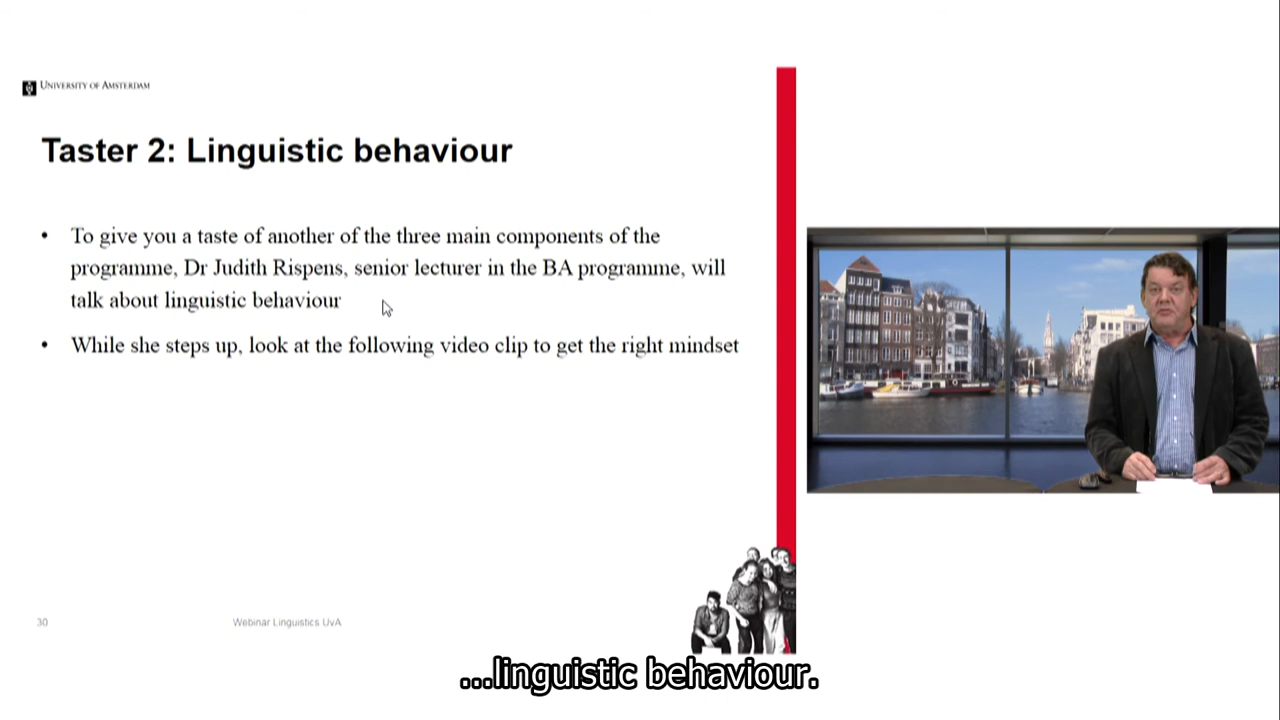 UNIVERSITY OF AMSTERDAM
Taster 2: Linguistic behaviour
• To give you a taste of another of the three main components of the
programme, Dr Judith Rispens, senior lecturer in the BA programme, will
talk about linguistic behaviour
• While she steps up, look at the following video clip to get the right mindset
30 Webinar Linguistics UvA
...linguistic behaviour.